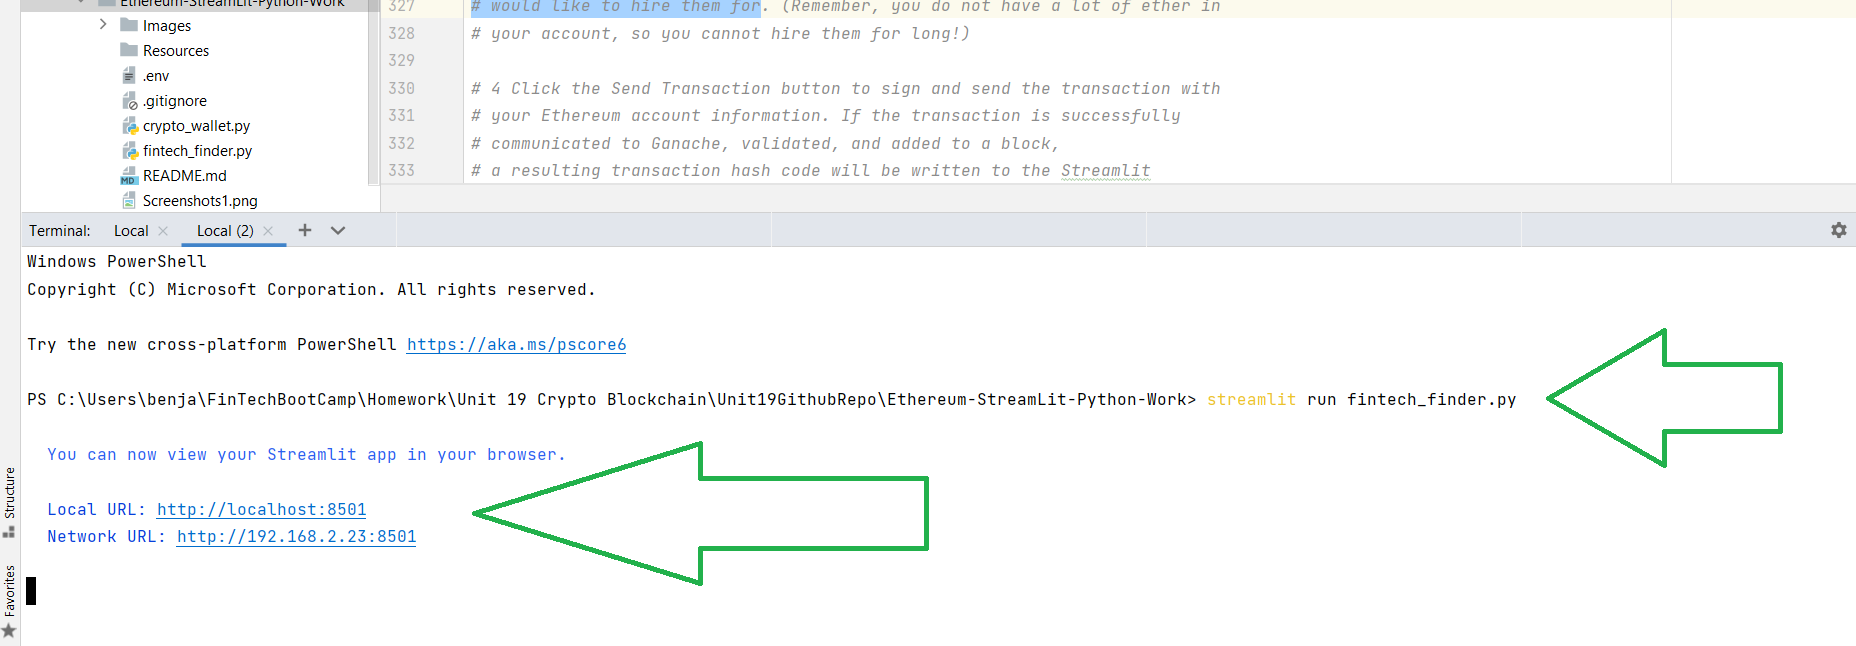 Ethereum-StreamLit-Python-Work
Images
Resources
.env
.gitignore
crypto_wallet.py
fintech_finder.py
README.md
Screenshots1.png
327 # would like to hire them for. (Remember, you do not have a lot of ether in
328 # your account, so you cannot hire them for long!)
329
330 # 4 Click the Send Transaction button to sign and send the transaction with
331 # your Ethereum account information. If the transaction is successfully
332 # communicated to Ganache, validated, and added to a block,
333 # a resulting transaction hash code will be written to the Streamlit
Terminal: Local Local (2)
Windows PowerShell
Copyright (C) Microsoft Corporation. All rights reserved.
Try the new cross-platform PowerShell https://aka.ms/pscore6
PS C:\Users\benja\FinTechBootCamp\Homework\Unit 19 Crypto Blockchain\Unit19GithubRepo\Ethereum-StreamLit-Python-Work> streamlit run fintech_finder.py
You can now view your Streamlit app in your browser.
Local URL: http://localhost:8501
Network URL: http://192.168.2.23:8501
Structure
Favorites